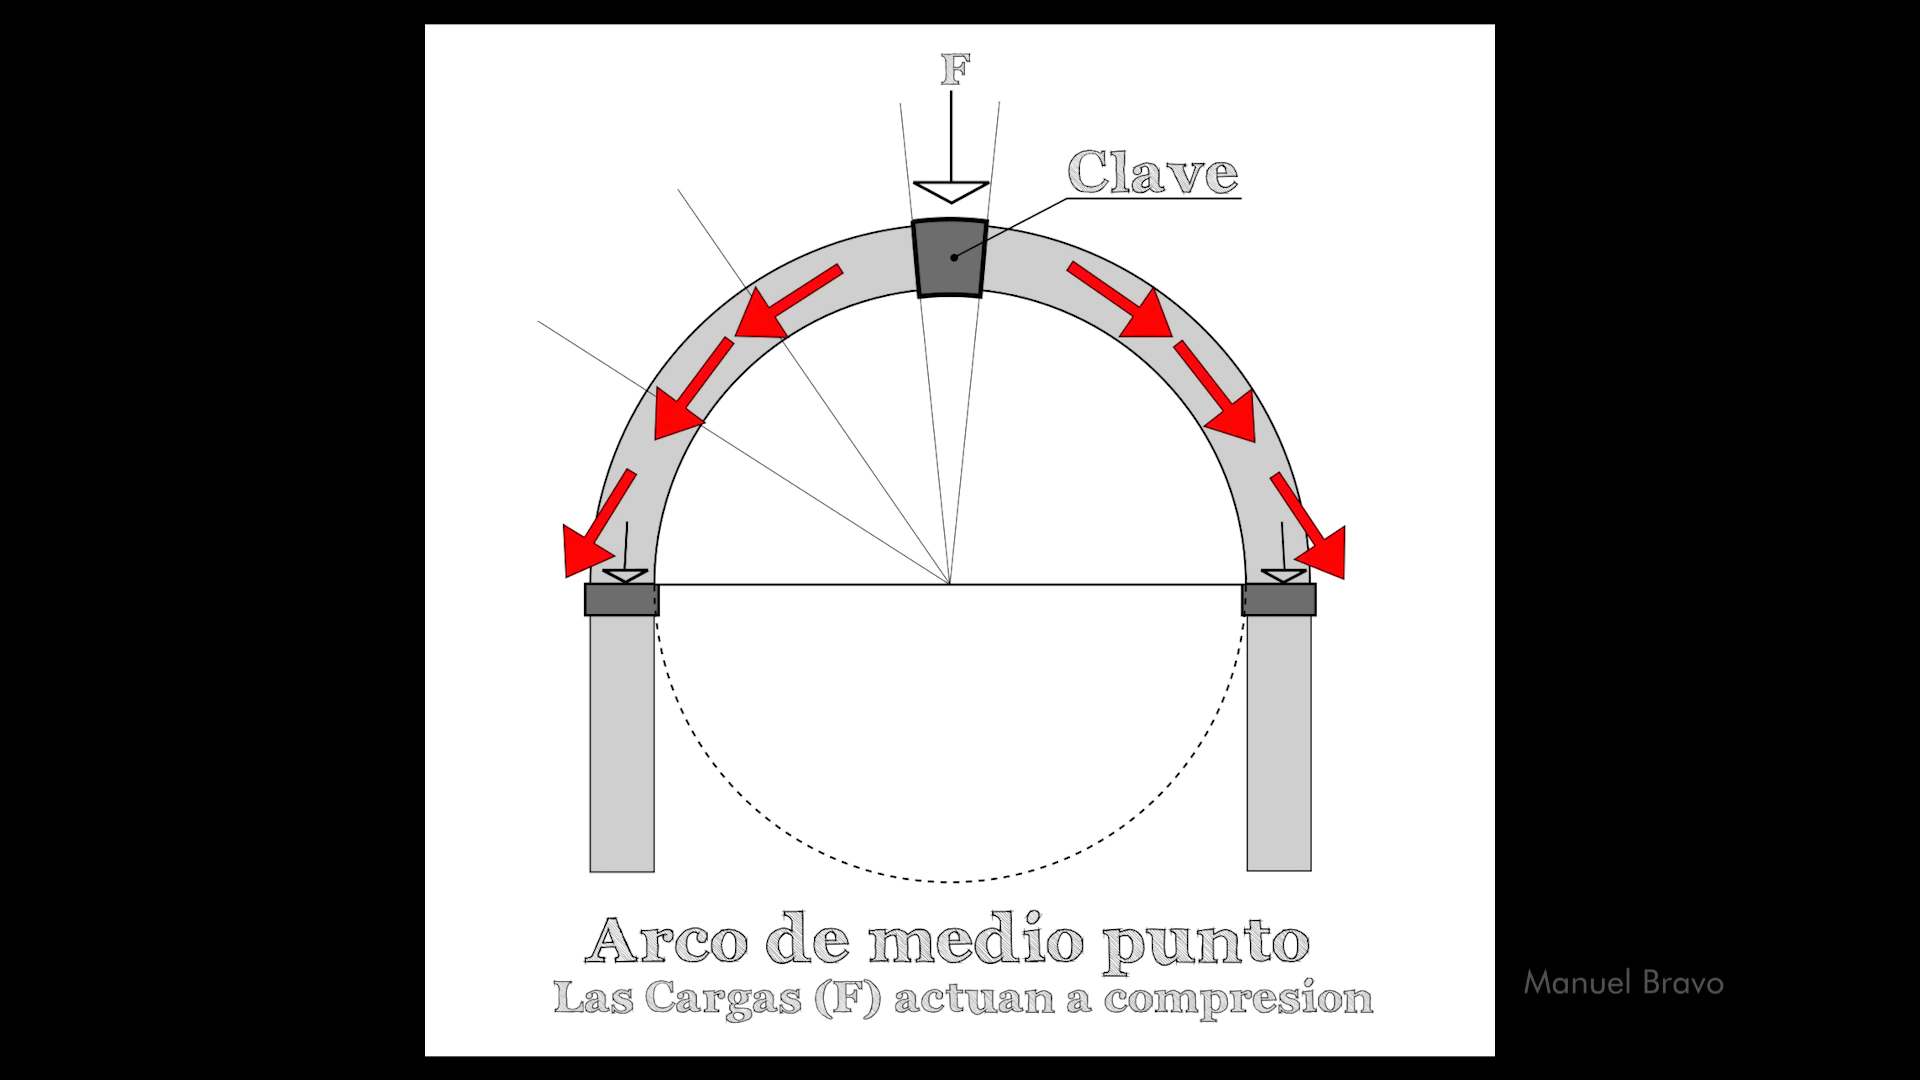 F
Clave
Arco de medio punto
Las Cargas (F) actuan a compresion
Manuel Bravo